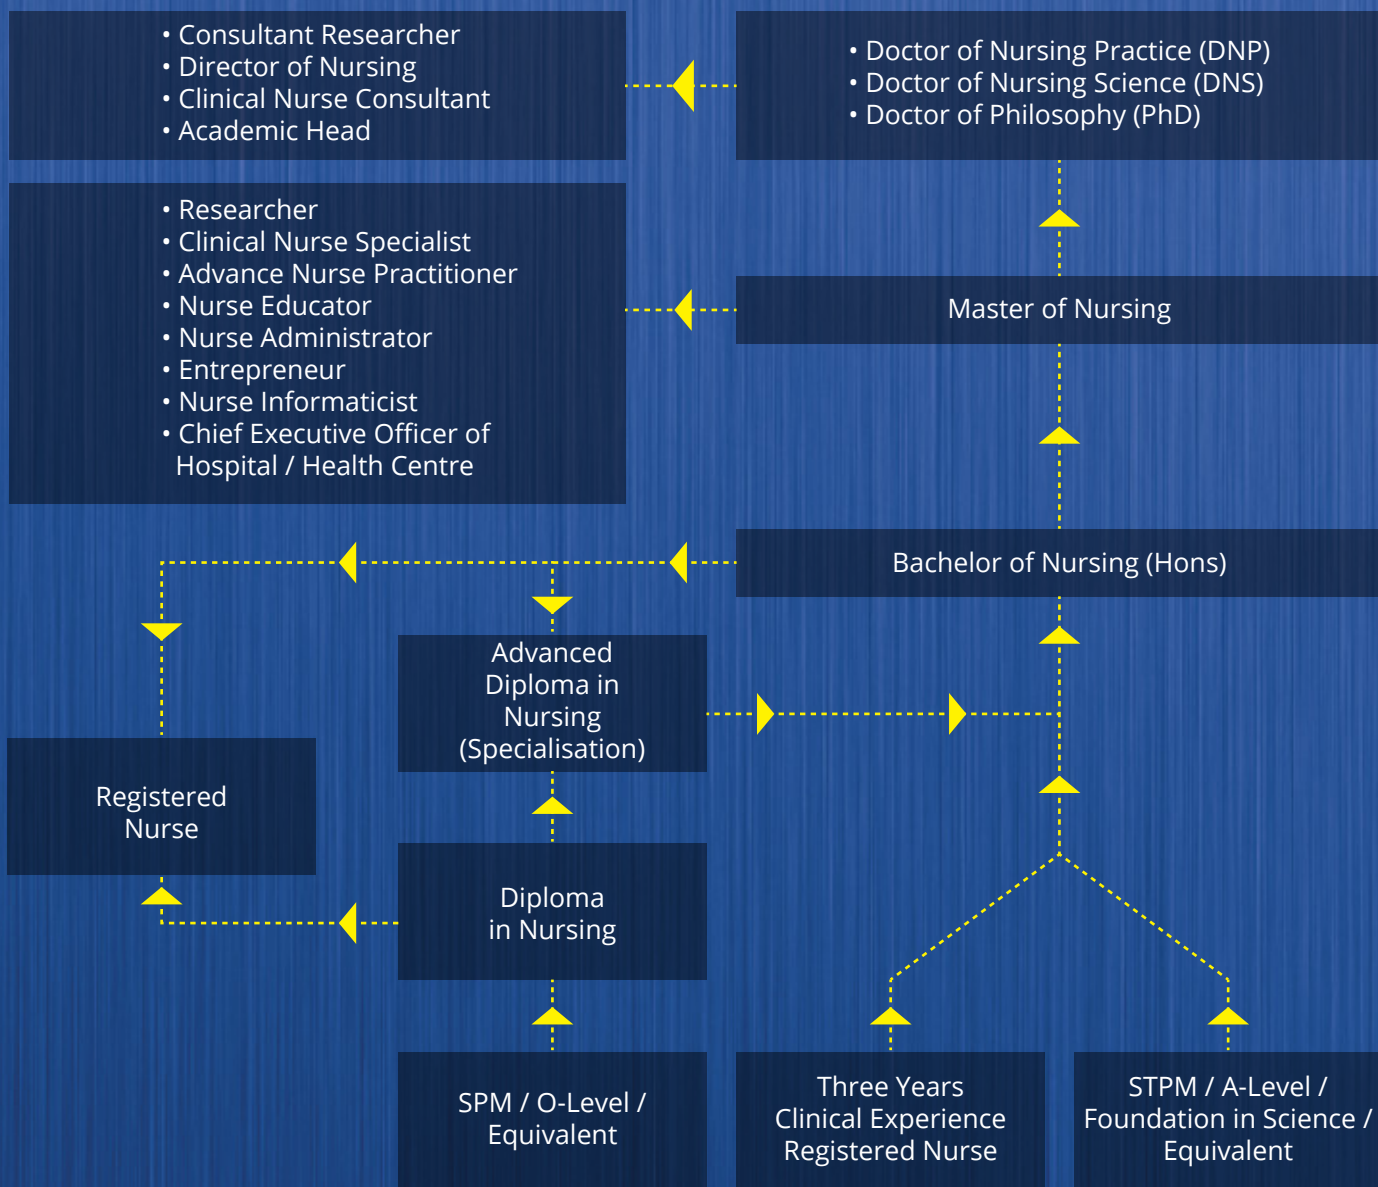 • Consultant Researcher
• Director of Nursing
• Clinical Nurse Consultant
• Academic Head
• Doctor of Nursing Practice (DNP)
• Doctor of Nursing Science (DNS)
• Doctor of Philosophy (PhD)
• Researcher
• Clinical Nurse Specialist
• Advance Nurse Practitioner
• Nurse Educator
• Nurse Administrator
• Entrepreneur
• Nurse Informaticist
• Chief Executive Officer of
Hospital / Health Centre
Master of Nursing
Bachelor of Nursing (Hons)
Advanced
Diploma in
Nursing
(Specialisation)
Registered
Nurse
Diploma
in Nursing
SPM / O-Level /
Equivalent
Three Years
Clinical Experience
Registered Nurse
STPM / A-Level /
Foundation in Science /
Equivalent